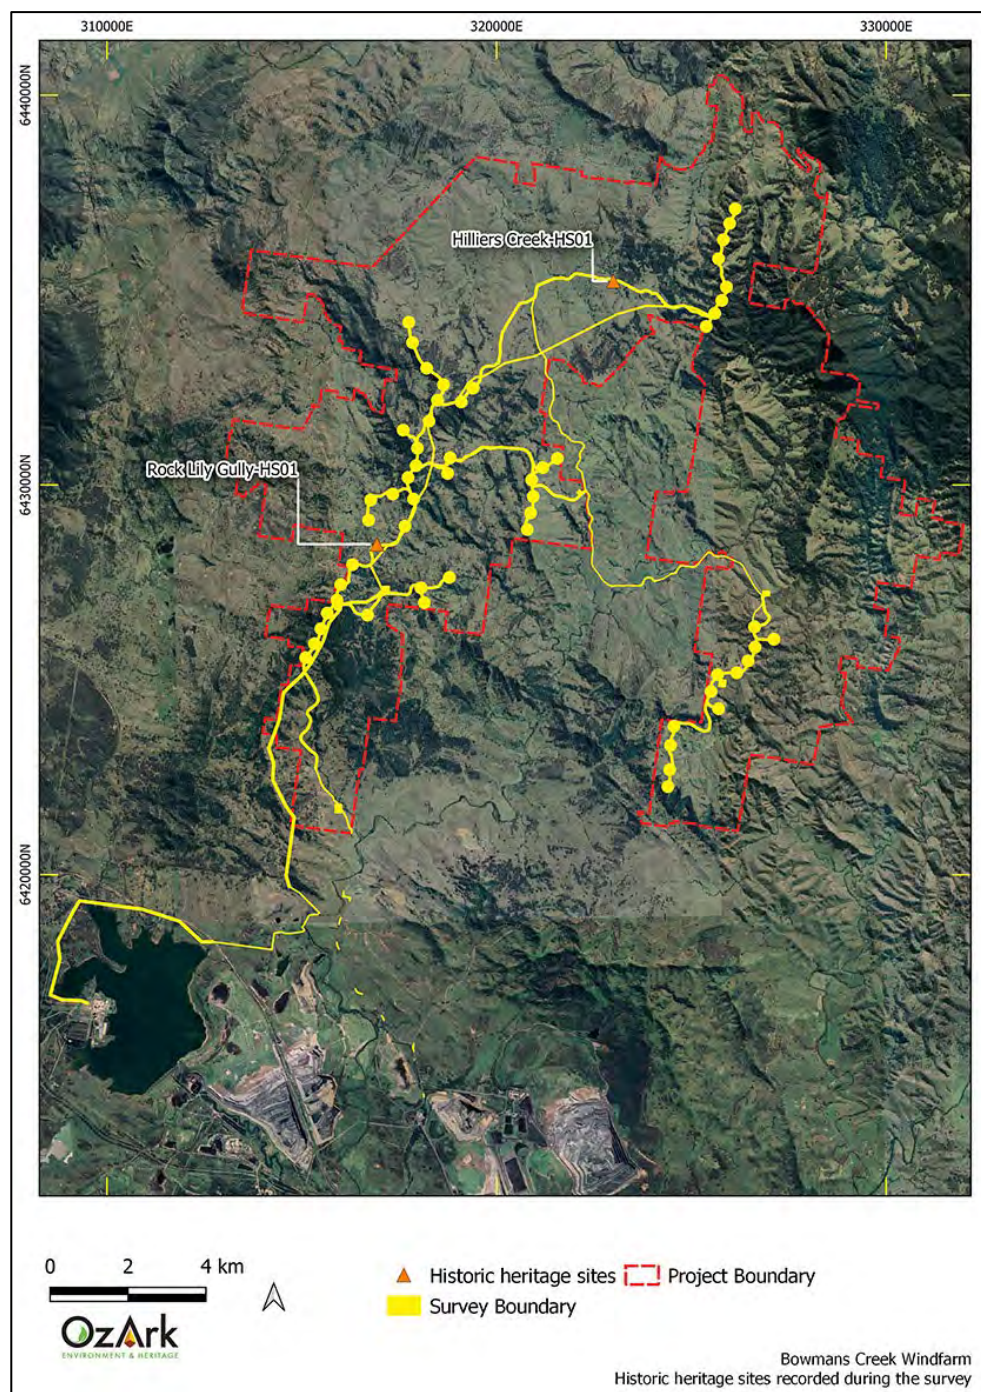 310000E
320000E
330000E
6440000N
Hilliers Creek-HS01
Rock Lily Gully-HS01
6430000N
6420000N
0 2 4 km
Historic heritage sites
Project Boundary
Survey Boundary
OzArk
ENVIRONMENT & HERITAGE
Bowmans Creek Windfarm
Historic heritage sites recorded during the survey